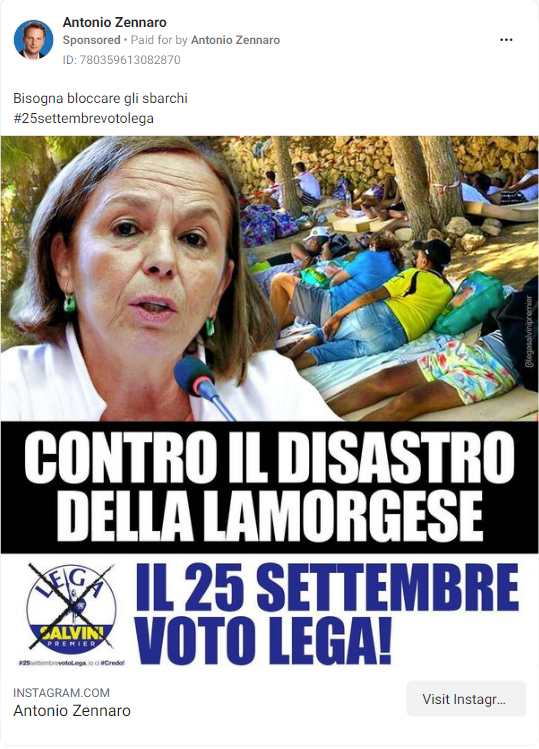 Antonio Zennaro
Sponsored • Paid for by Antonio Zennaro
ID: 780359613082870
Bisogna bloccare gli sbarchi
#25settembrevotolega
@legasalvinipremier
CONTRO IL DISASTRO
DELLA LAMORGESE
LEGA
SALVINI
PREMIER
#25settembrevotoLega, io ci #Credo!
IL 25 SETTEMBRE
VOTO LEGA!
INSTAGRAM.COM
Antonio Zennaro
Visit Instagr...